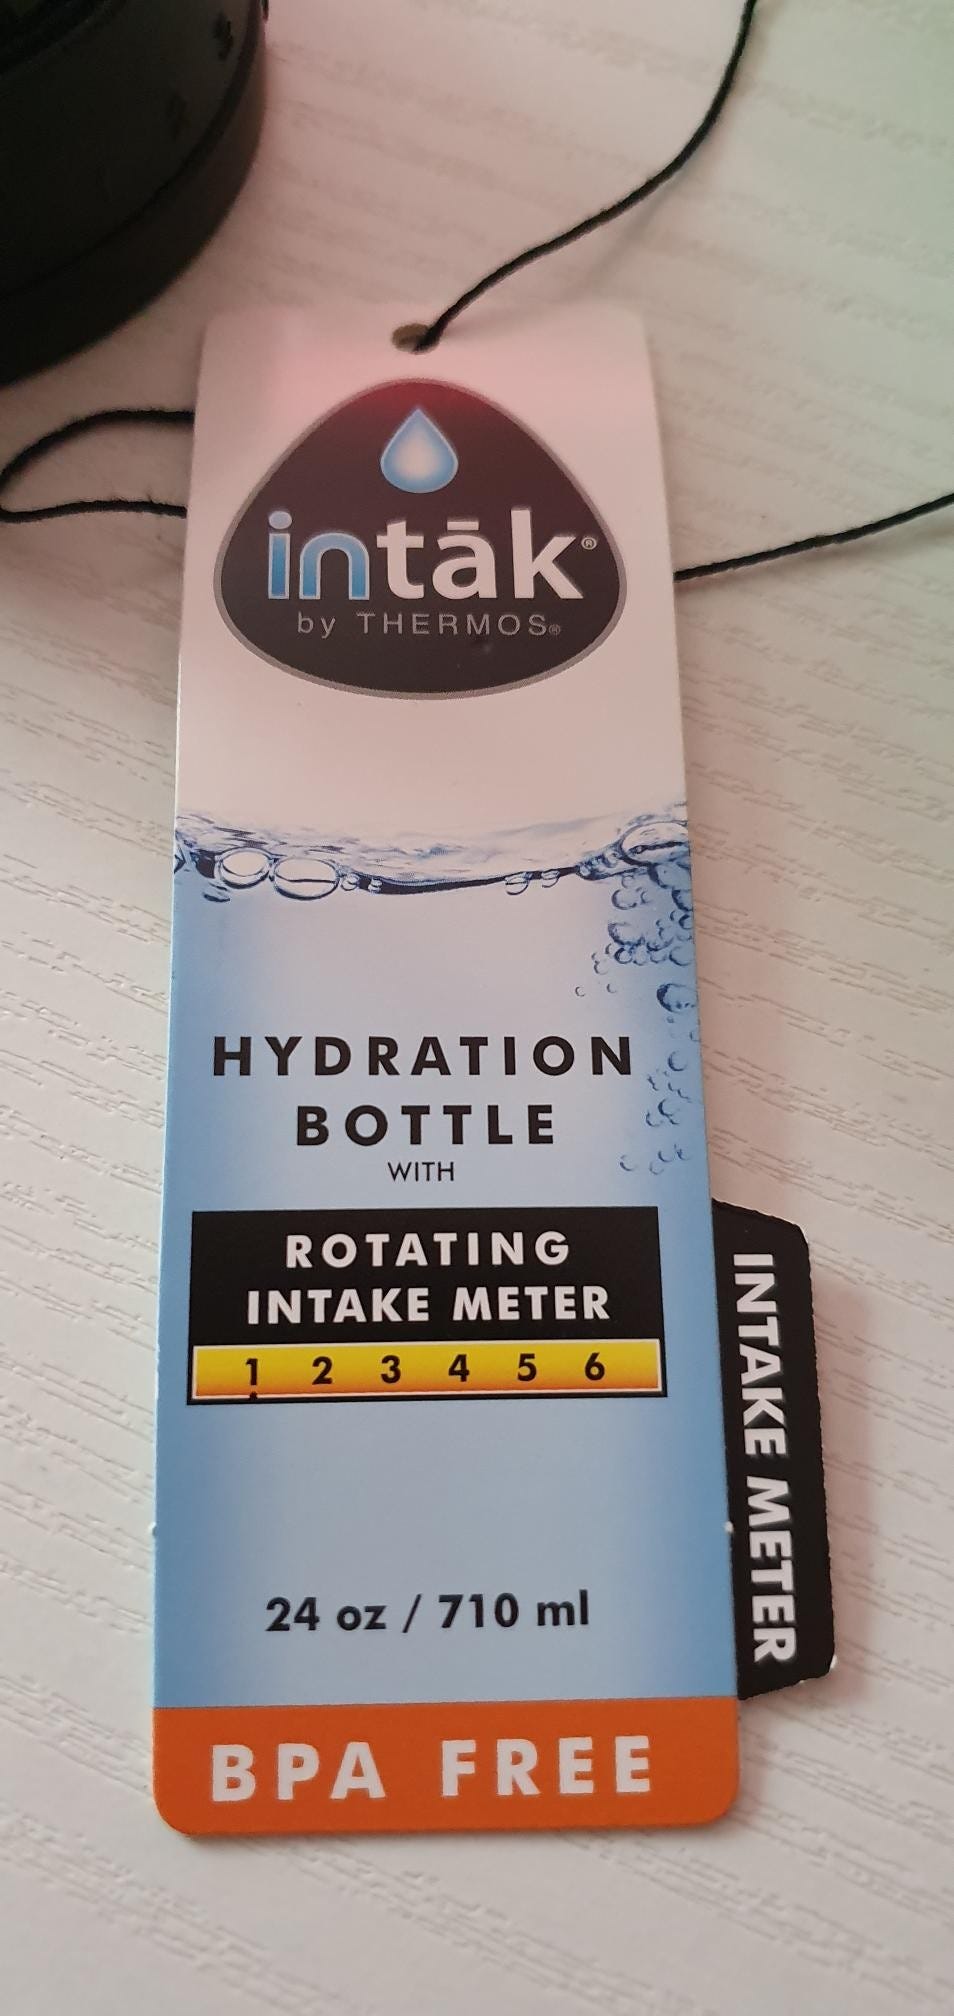 intāk®
by THERMOS®
HYDRATION
BOTTLE
WITH
ROTATING
INTAKE METER
1 2 3 4 5 6
24 oz / 710 ml
BPA FREE
INTAKE METER